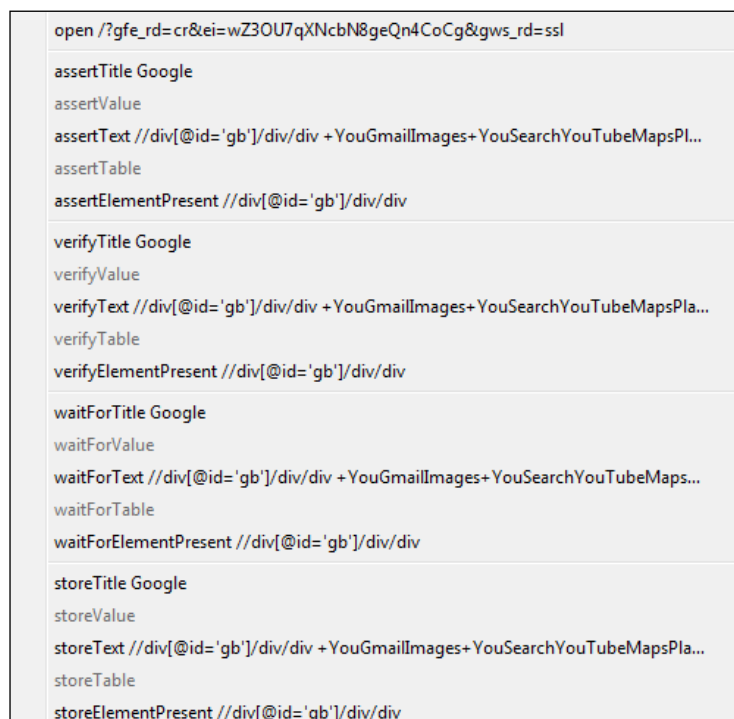 open /?gfe_rd=cr&ei=wZ3OU7qXNcbN8geQn4CoCg&gws_rd=ssl
assertTitle Google
assertValue
assertText //div[@id='gb']/div/div +YouGmailImages+YouSearchYouTubeMapsPl...
assertTable
assertElementPresent //div[@id='gb']/div/div
verifyTitle Google
verifyValue
verifyText //div[@id='gb']/div/div +YouGmailImages+YouSearchYouTubeMapsPla...
verifyTable
verifyElementPresent //div[@id='gb']/div/div
waitForTitle Google
waitForValue
waitForText //div[@id='gb']/div/div +YouGmailImages+YouSearchYouTubeMaps...
waitForTable
waitForElementPresent //div[@id='gb']/div/div
storeTitle Google
storeValue
storeText //div[@id='gb']/div/div +YouGmailImages+YouSearchYouTubeMapsPla...
storeTable
storeElementPresent //div[@id='gb']/div/div